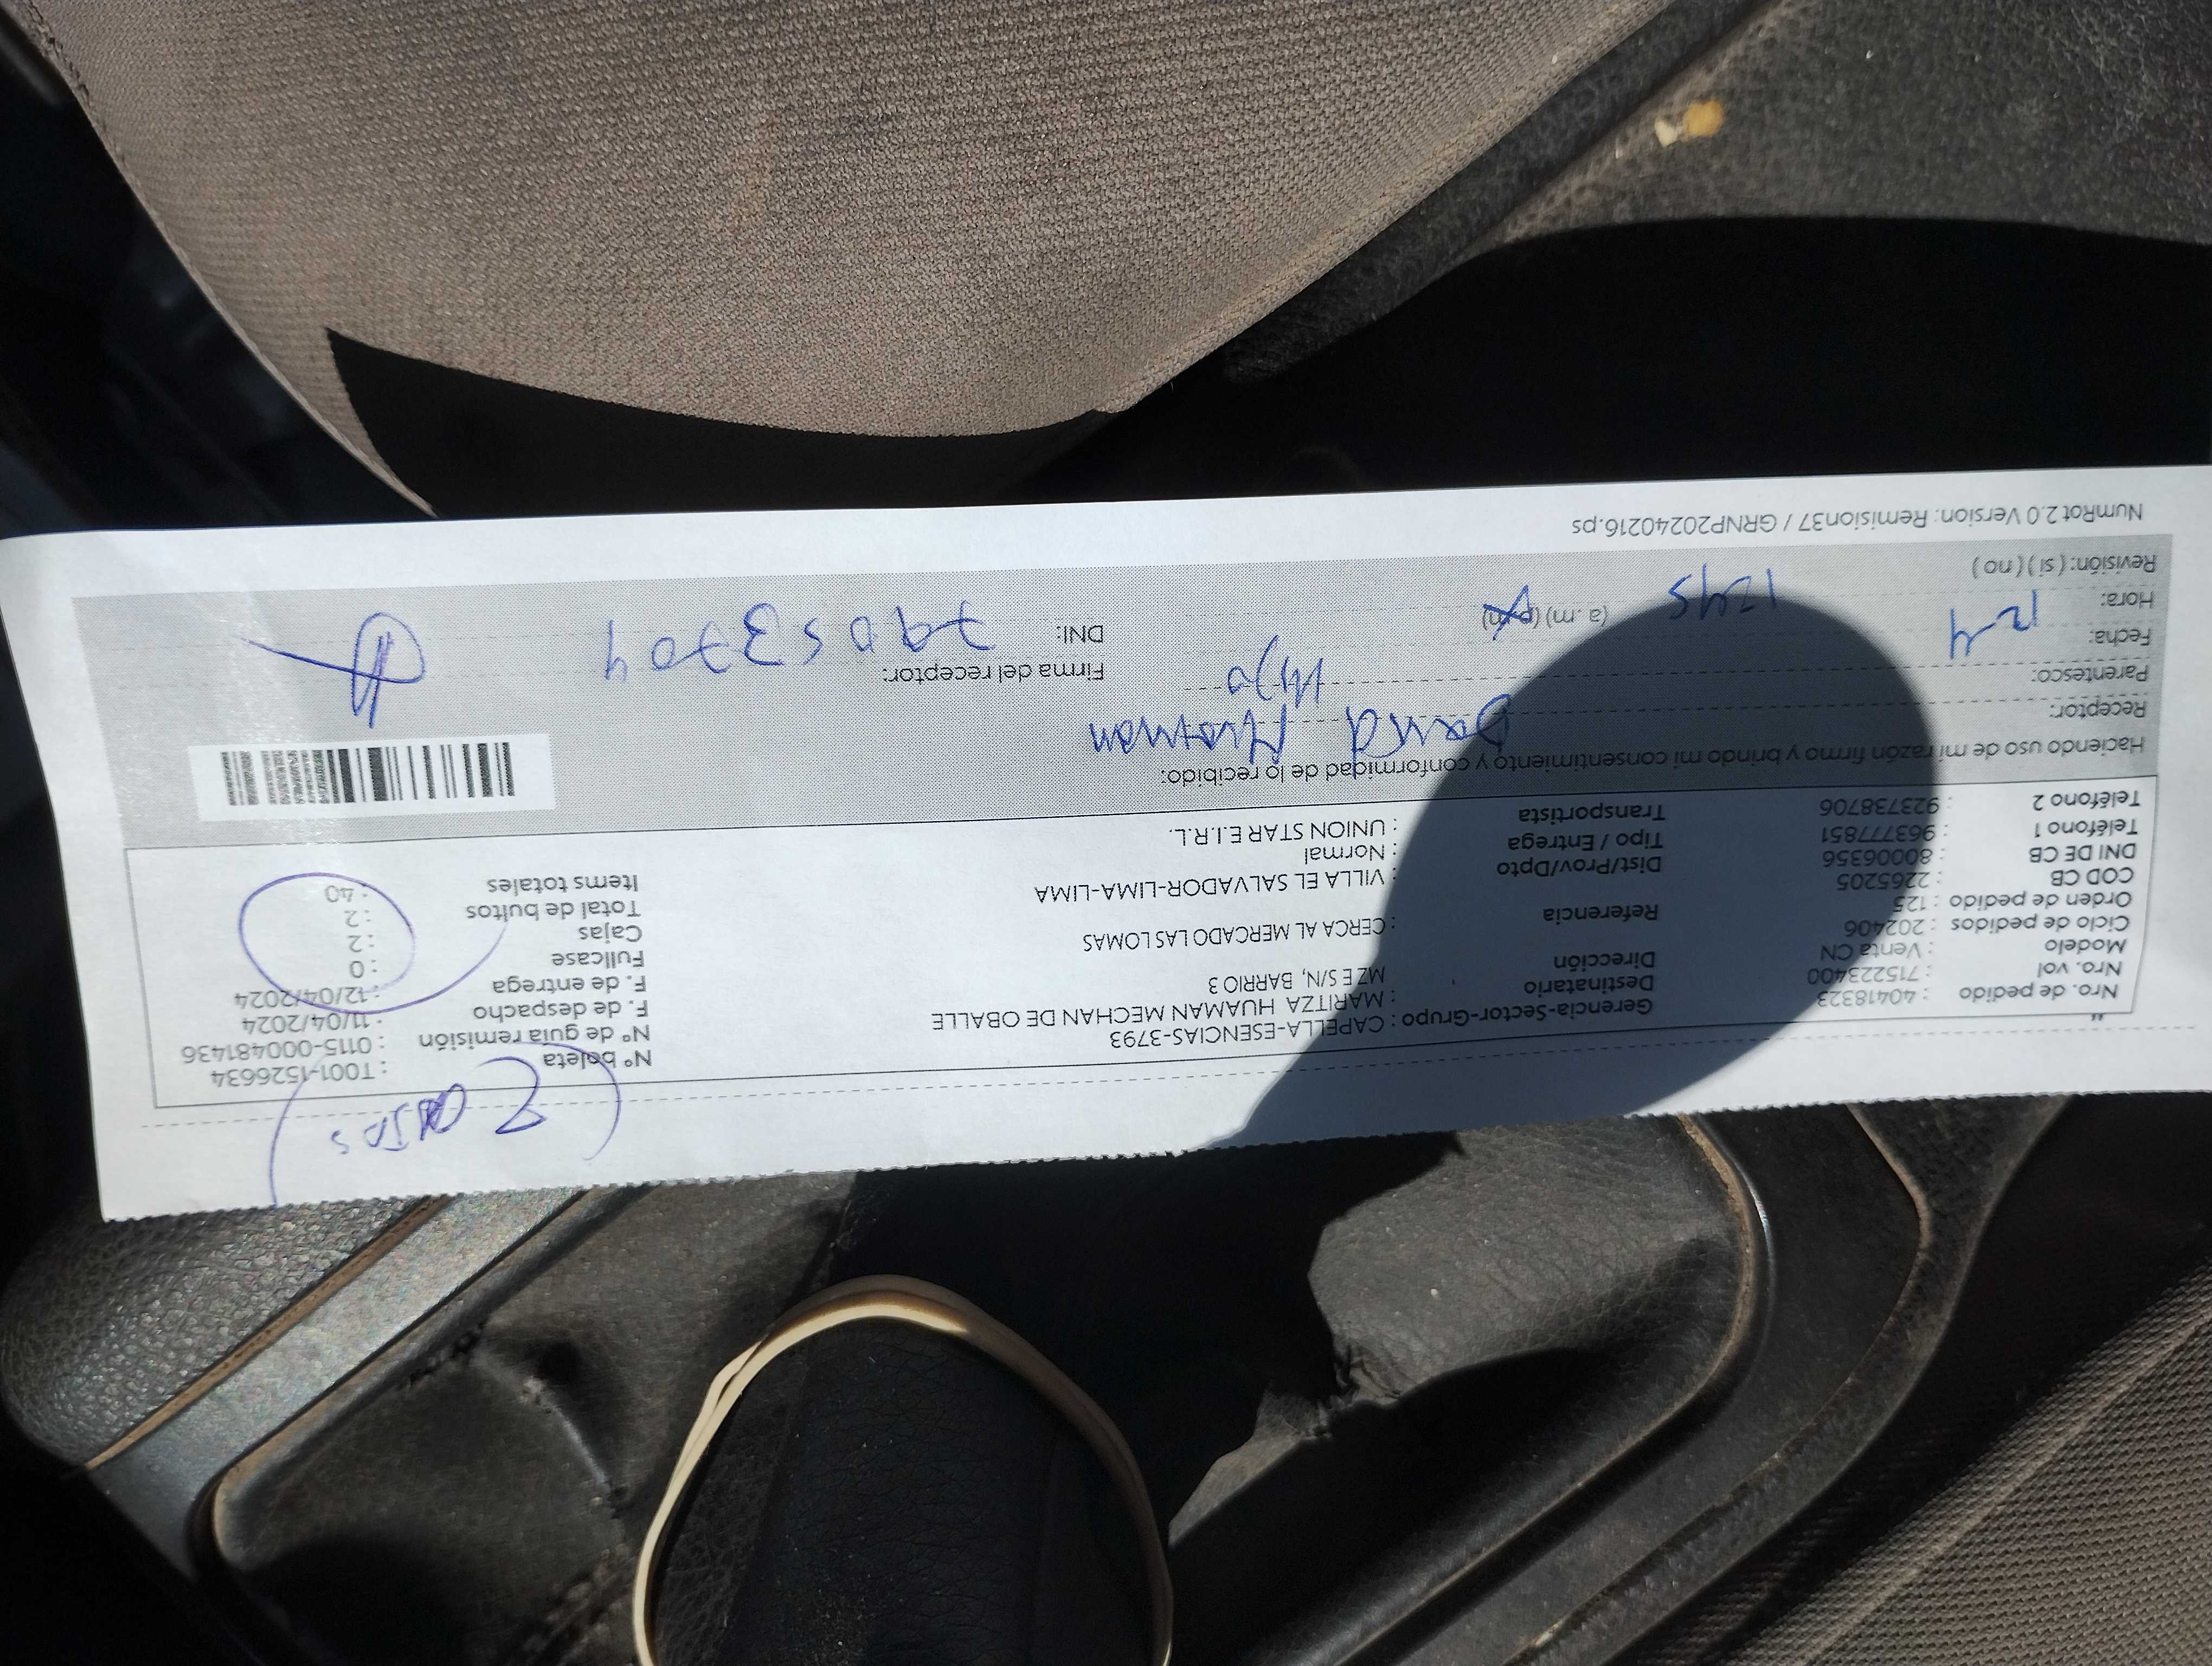 (2 CAJAS)
Nro. de pedido : 40418323
Nro. vol : 715223400
Modelo : Venta CN
Ciclo de pedidos : 202406
Orden de pedido : 125
COD CB : 2265205
DNI DE CB : 80006356
Teléfono 1 : 963777851
Teléfono 2 : 923738706
Gerencia-Sector-Grupo : CAPELLA-ESENCIAS-3793
Destinatario : MARITZA HUAMAN MECHAN DE OBALLE
Dirección MZ E S/N, BARRIO 3
Referencia : CERCA AL MERCADO LAS LOMAS
Dist/Prov/Dpto : VILLA EL SALVADOR-LIMA-LIMA
Tipo / Entrega : Normal
Transportista : UNION STAR E.I.R.L.
N° boleta : T001-1526634
N° de guía remisión : 0115-000481436
F. de despacho : 11/04/2024
F. de entrega : 12/04/2024
Fullcase : 0
Cajas : 2
Total de bultos : 2
Items totales : 40
Haciendo uso de mi razón firmo y brindo mi consentimiento y conformidad de lo recibido:
Receptor: David Huaman
Parentesco: Hijo
Firma del receptor:
Fecha: 12-4
Hora: 1245 (a .m) (p.m)
DNI: 79053704
Revisión: ( si ) ( no )
NumRot 2.0 Version: Remision37 / GRNP20240216.ps